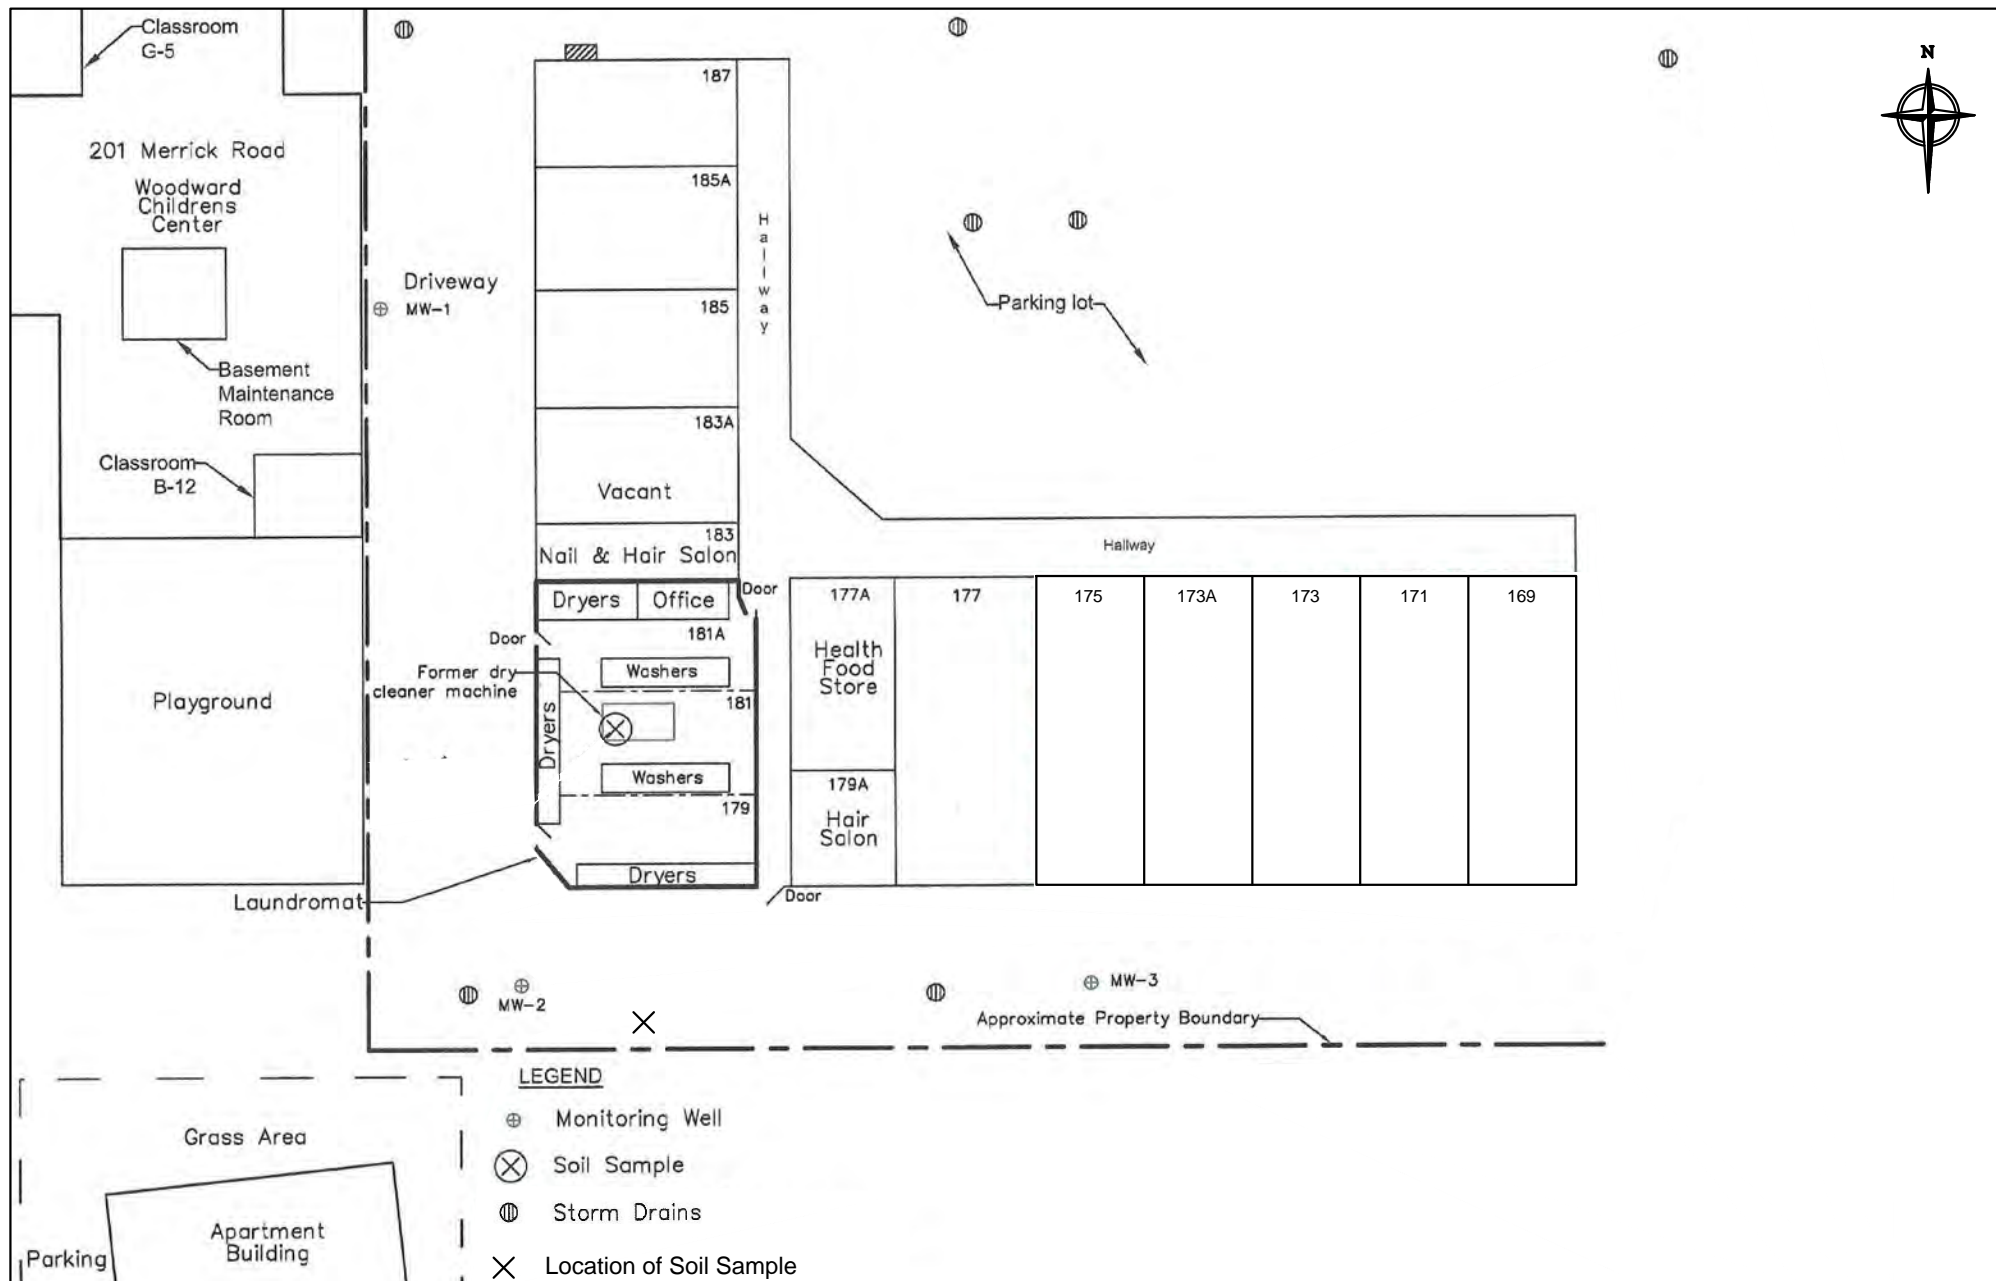 Classroom
G-5
N
187
201 Merrick Road
Woodward
Childrens
Center
185A
Hallway
Driveway
MW-1
185
Parking lot
Basement
Maintenance
Room
183A
Classroom
B-12
Vacant
183
Nail & Hair Salon
Hallway
Dryers
Office
Door
177A
177
175
173A
173
171
169
181A
Door
Health
Food
Store
Former dry
cleaner machine
Washers
181
Playground
Dryers
Washers
179
179A
Hair
Salon
Dryers
Door
Laundromat
MW-2
MW-3
Approximate Property Boundary
LEGEND
Monitoring Well
Soil Sample
Storm Drains
Location of Soil Sample
Grass Area
Apartment
Building
Parking